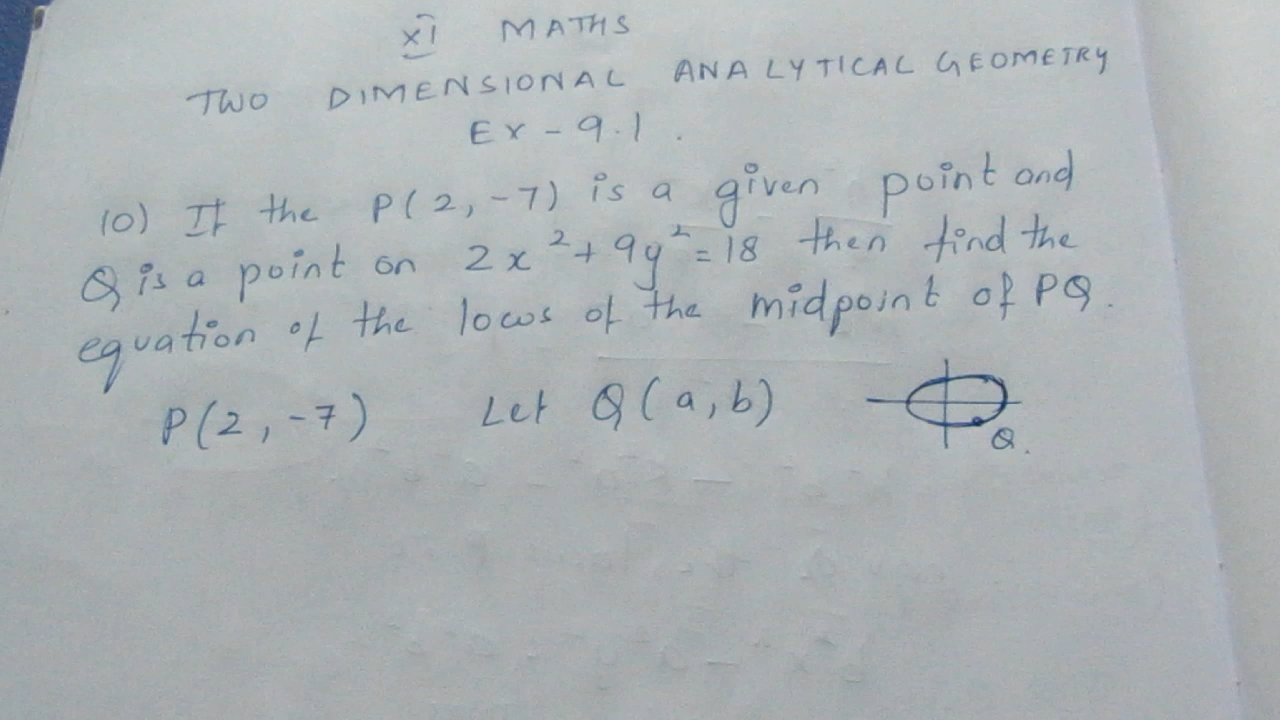 XI MATHS
TWO DIMENSIONAL ANALYTICAL GEOMETRY
EX - 9.1.
10) If the P(2, -7) is a given point and
Q is a point on 2x² + 9y² = 18 then find the
equation of the locus of the midpoint of PQ.
P(2, -7) Let Q(a, b)
Q.